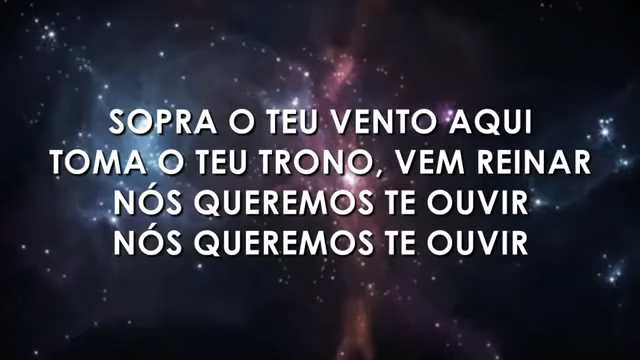 SOPRA O TEU VENTO AQUI
TOMA O TEU TRONO, VEM REINAR
NÓS QUEREMOS TE OUVIR
NÓS QUEREMOS TE OUVIR